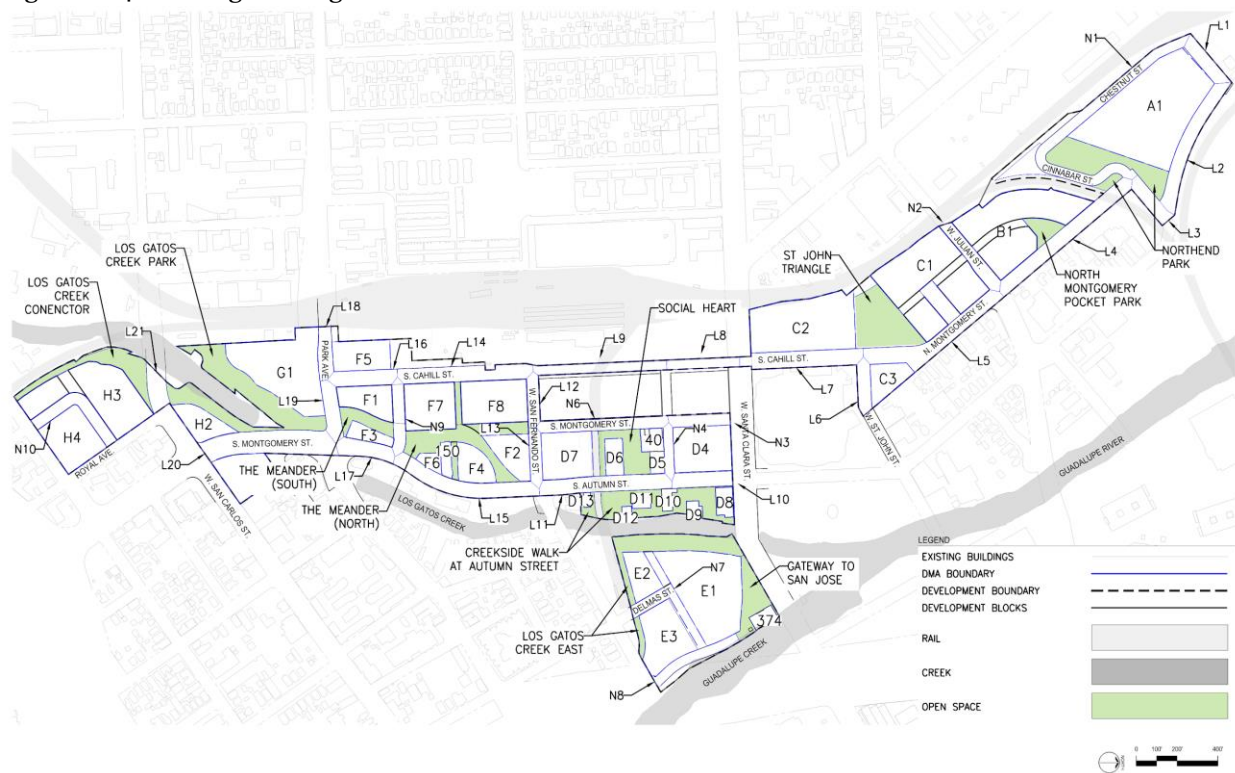 N1
L1
CHESTNUT ST
A1
CINNABAR ST
L2
L3
N2
W. JULIAN ST.
B1
L4
NORTHEND
PARK
NORTH
MONTGOMERY
POCKET PARK
ST JOHN
TRIANGLE
C1
N. MONTGOMERY ST.
L5
LOS GATOS
CREEK PARK
LOS GATOS
CREEK
CONENCTOR
L21
L18
L16
L14
SOCIAL HEART
L9
L8
C2
PARK AVE
F5
S. CAHILL ST.
S. CAHILL ST.
L7
C3
L6
W. ST. JOHN ST.
G1
L19
F1
F7
F8
N9
L12
W. SAN FERNANDO ST.
N6
H3
H2
H4
N10
ROYAL AVE.
S. MONTGOMERY ST.
S. MONTGOMERY ST.
L13
F3
150
F6
F4
F2
D7
D6
40
D5
N4
D4
W. SANTA CLARA ST.
N3
L20
W. SAN CARLOS ST.
THE MEANDER
(SOUTH)
L17
THE MEANDER
(NORTH)
LOS GATOS CREEK
L15
L11
S. AUTUMN ST.
D13
D12
D11
D10
D9
D8
L10
GUADALUPE RIVER
CREEKSIDE WALK
AT AUTUMN STREET
E2
N7
DELMAS ST.
E1
GATEWAY TO
SAN JOSE
374
LOS GATOS
CREEK EAST
E3
N8
GUADALUPE CREEK
LEGEND
EXISTING BUILDINGS
DMA BOUNDARY
DEVELOPMENT BOUNDARY
DEVELOPMENT BLOCKS
RAIL
CREEK
OPEN SPACE
NORTH
0 100' 200' 400'